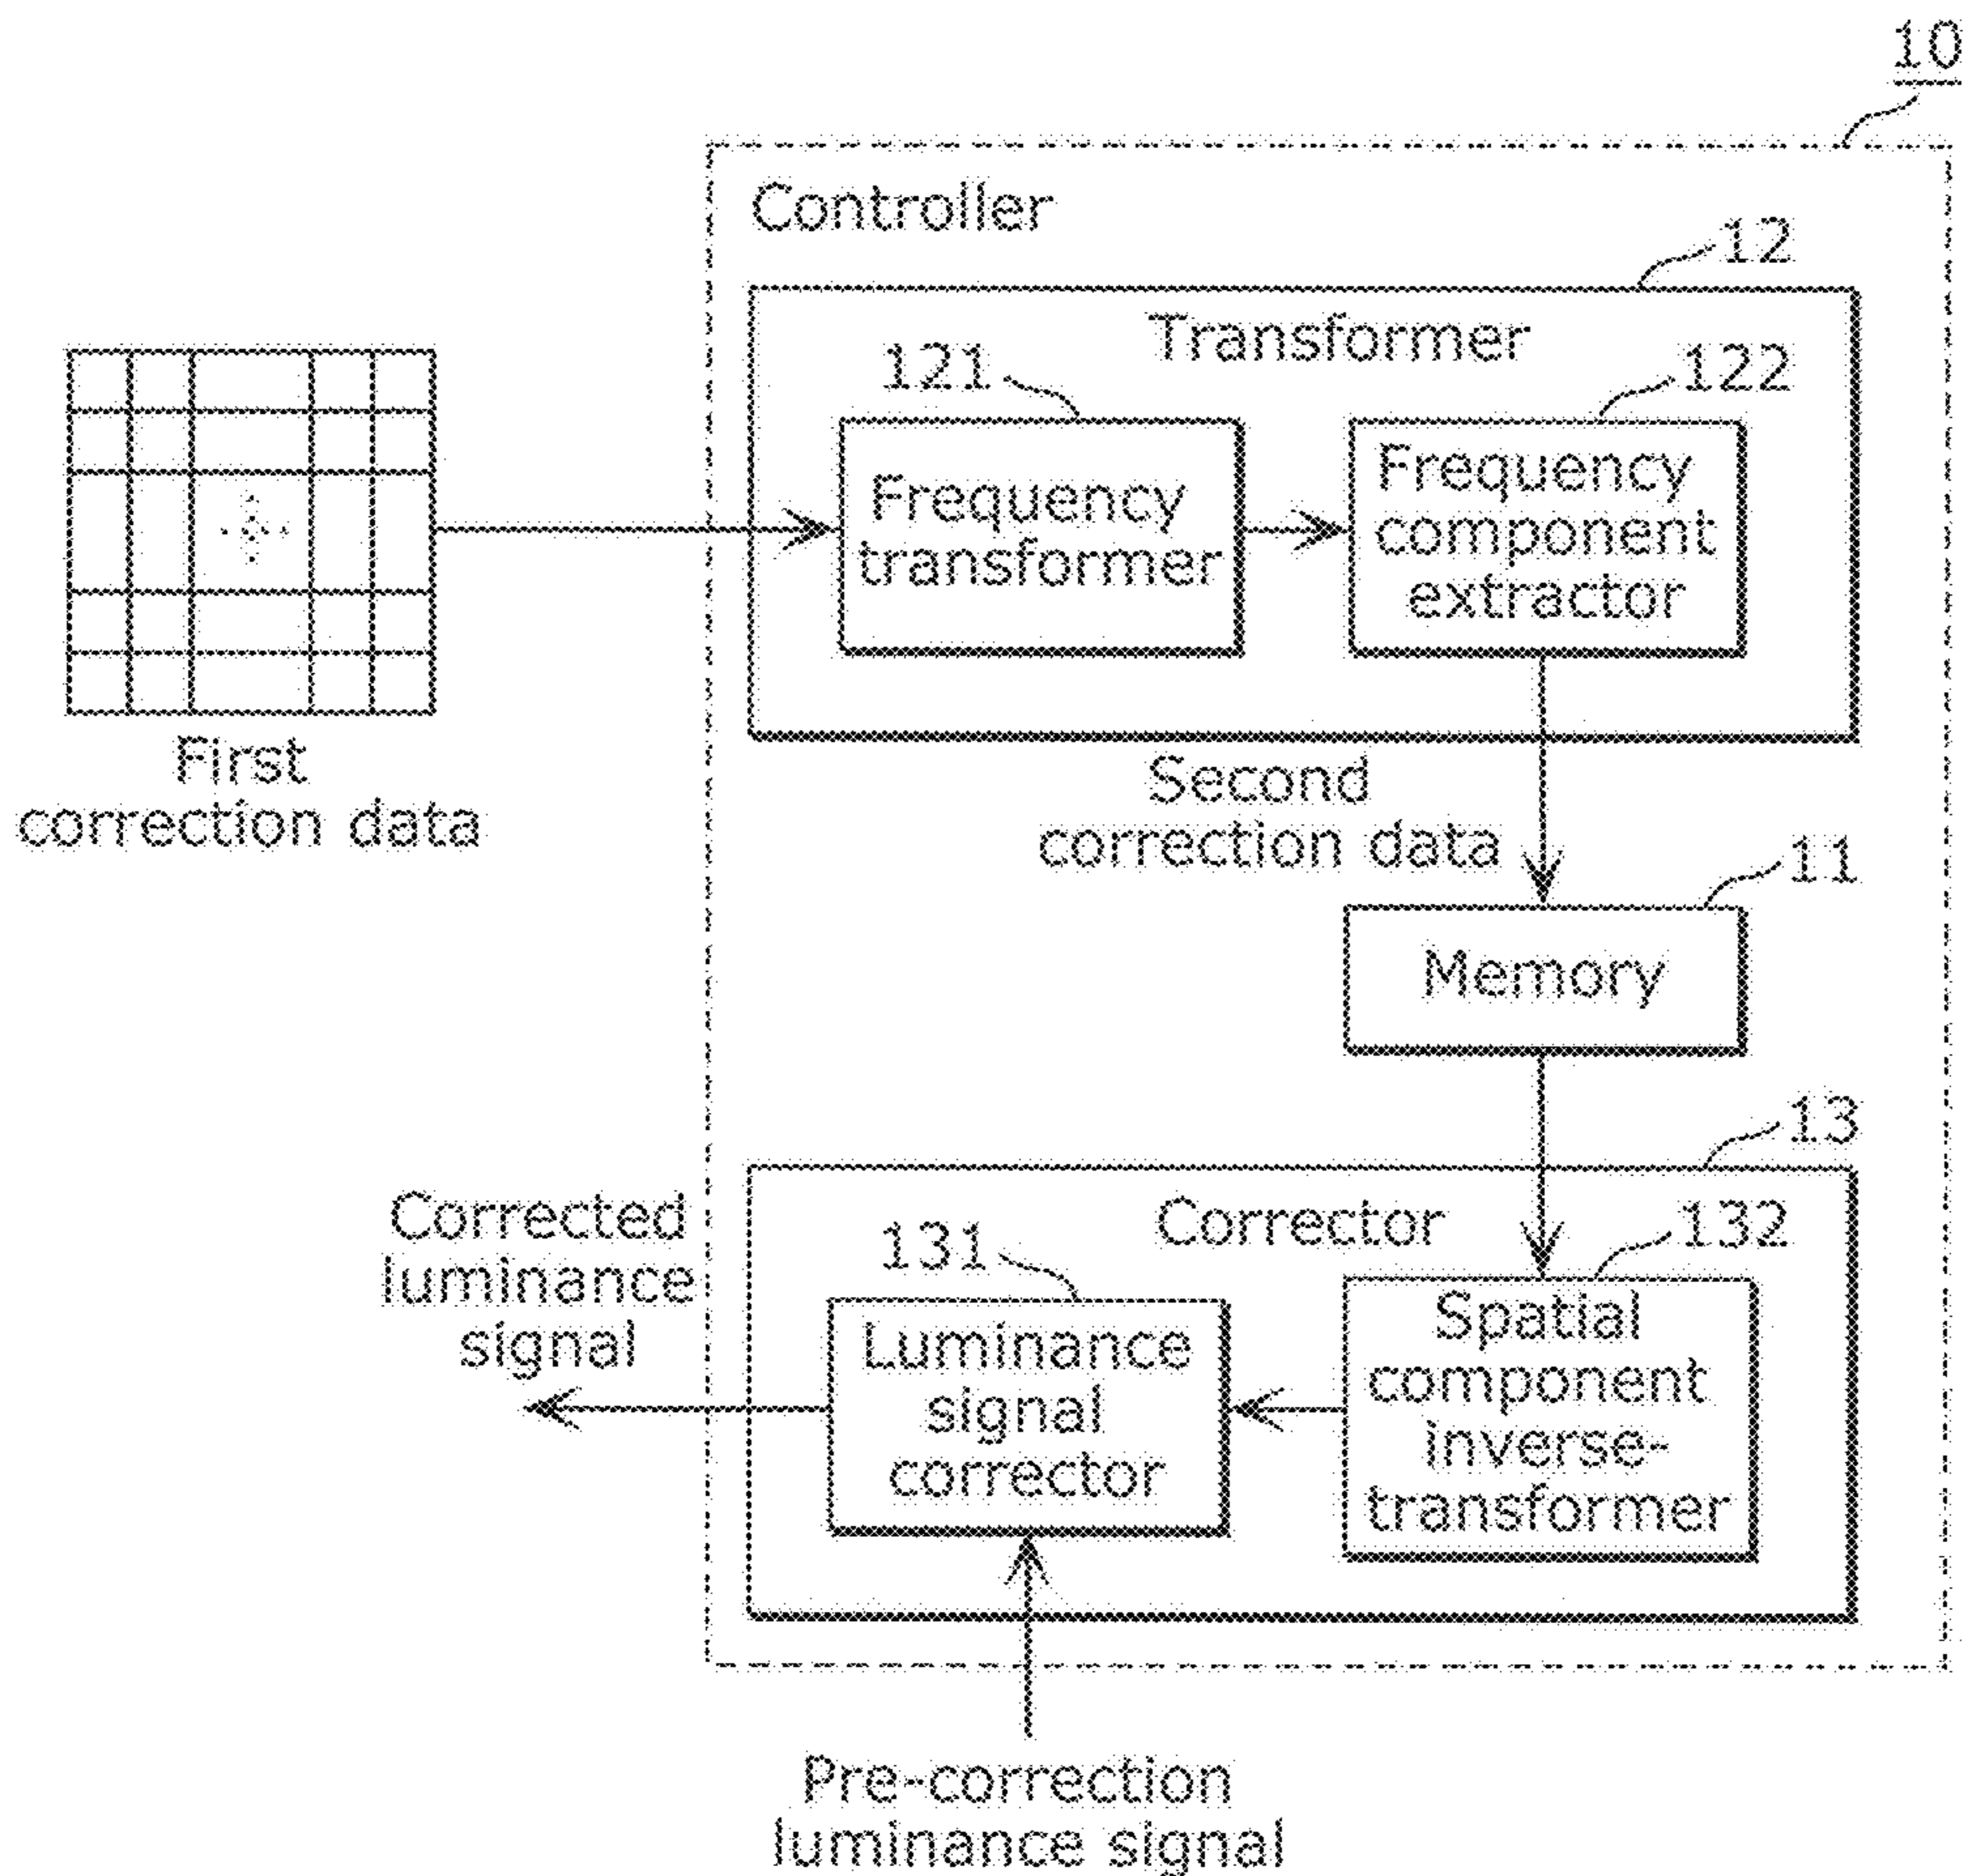 10
Controller
12
Transformer
121
122
Frequency
transformer
Frequency
component
extractor
First
correction data
Second
correction data
11
Memory
13
Corrector
Corrected
luminance
signal
131
132
Luminance
signal
corrector
Spatial
component
inverse-
transformer
Pre-correction
luminance signal